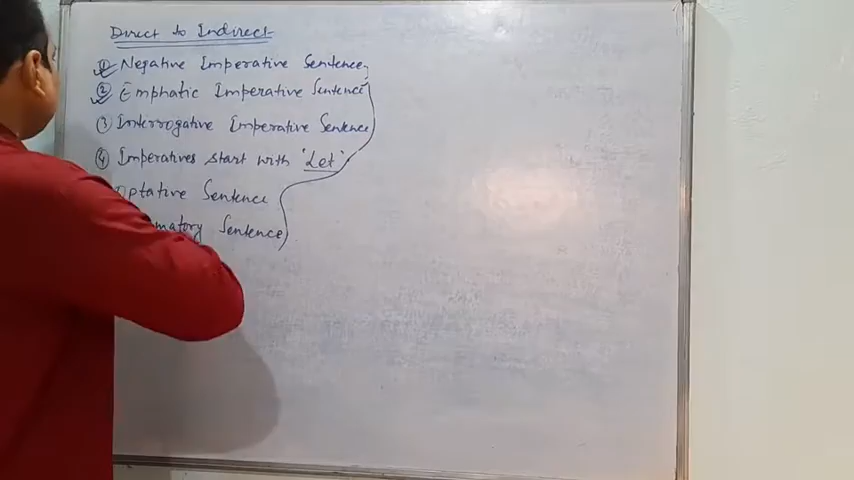 Direct to Indirect
① Negative Imperative Sentence
② Emphatic Imperative Sentence
③ Interrogative Imperative Sentence
④ Imperatives start with "Let"
Optative Sentence
matory Sentence